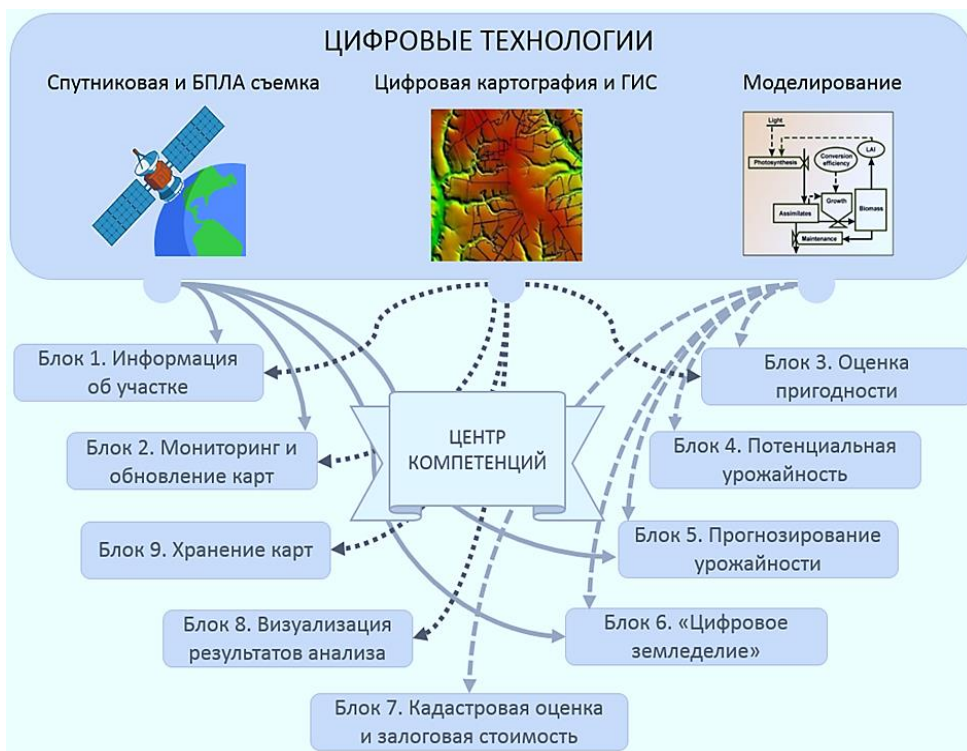 ЦИФРОВЫЕ ТЕХНОЛОГИИ
Спутниковая и БПЛА съемка
Цифровая картография и ГИС
Моделирование
Light
LAI
Photosynthesis
Conversion
efficiency
Growth
Assimilates
Biomass
Maintenance
Блок 1. Информация
об участке
Блок 3. Оценка
пригодности
ЦЕНТР
КОМПЕТЕНЦИЙ
Блок 2. Мониторинг и
обновление карт
Блок 4. Потенциальная
урожайность
Блок 9. Хранение карт
Блок 5. Прогнозирование
урожайности
Блок 8. Визуализация
результатов анализа
Блок 6. «Цифровое
земледелие»
Блок 7. Кадастровая оценка
и залоговая стоимость